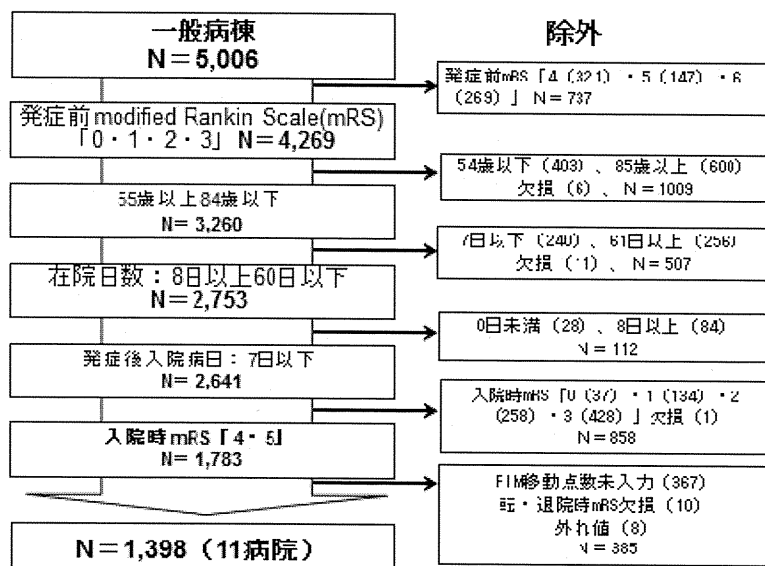 一般病棟
N＝5,006
除外
発症前mRS「4（321）・5（147）・6
（269）」 N＝737
発症前modified Rankin Scale(mRS)
「0・1・2・3」N＝4,269
54歳以下（403）、85歳以上（600）
欠損（6）、N＝1009
55歳以上84歳以下
N＝3,260
7日以下（240）、61日以上（256）
欠損（11）、N＝507
在院日数：8日以上60日以下
N＝2,753
0日未満（28）、8日以上（84）
N＝112
発症後入院病日：7日以下
N＝2,641
入院時mRS「0（37）・1（134）・2
（258）・3（428）」欠損（1）
N＝858
入院時mRS「4・5」
N＝1,783
FIM移動点数未入力（367）
転・退院時mRS欠損（10）
外れ値（8）
N＝385
N＝1,398（11病院）